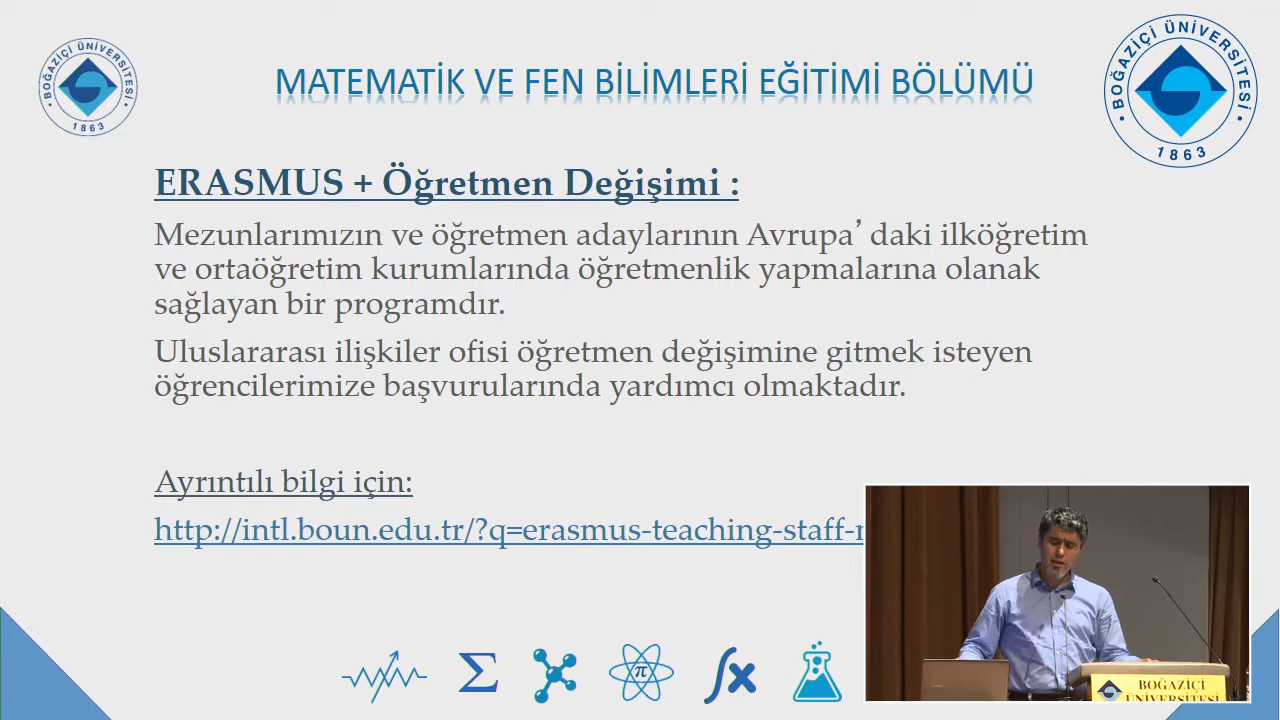 BOĞAZİÇİ ÜNİVERSİTESİ
1863
MATEMATİK VE FEN BİLİMLERİ EĞİTİMİ BÖLÜMÜ
BOĞAZİÇİ ÜNİVERSİTESİ
1863
ERASMUS + Öğretmen Değişimi :
Mezunlarımızın ve öğretmen adaylarının Avrupa’ daki ilköğretim
ve ortaöğretim kurumlarında öğretmenlik yapmalarına olanak
sağlayan bir programdır.
Uluslararası ilişkiler ofisi öğretmen değişimine gitmek isteyen
öğrencilerimize başvurularında yardımcı olmaktadır.
Ayrıntılı bilgi için:
http://intl.boun.edu.tr/?q=erasmus-teaching-staff-
Σ
π
∫x
BOĞAZİÇİ
ÜNİVERSİTESİ